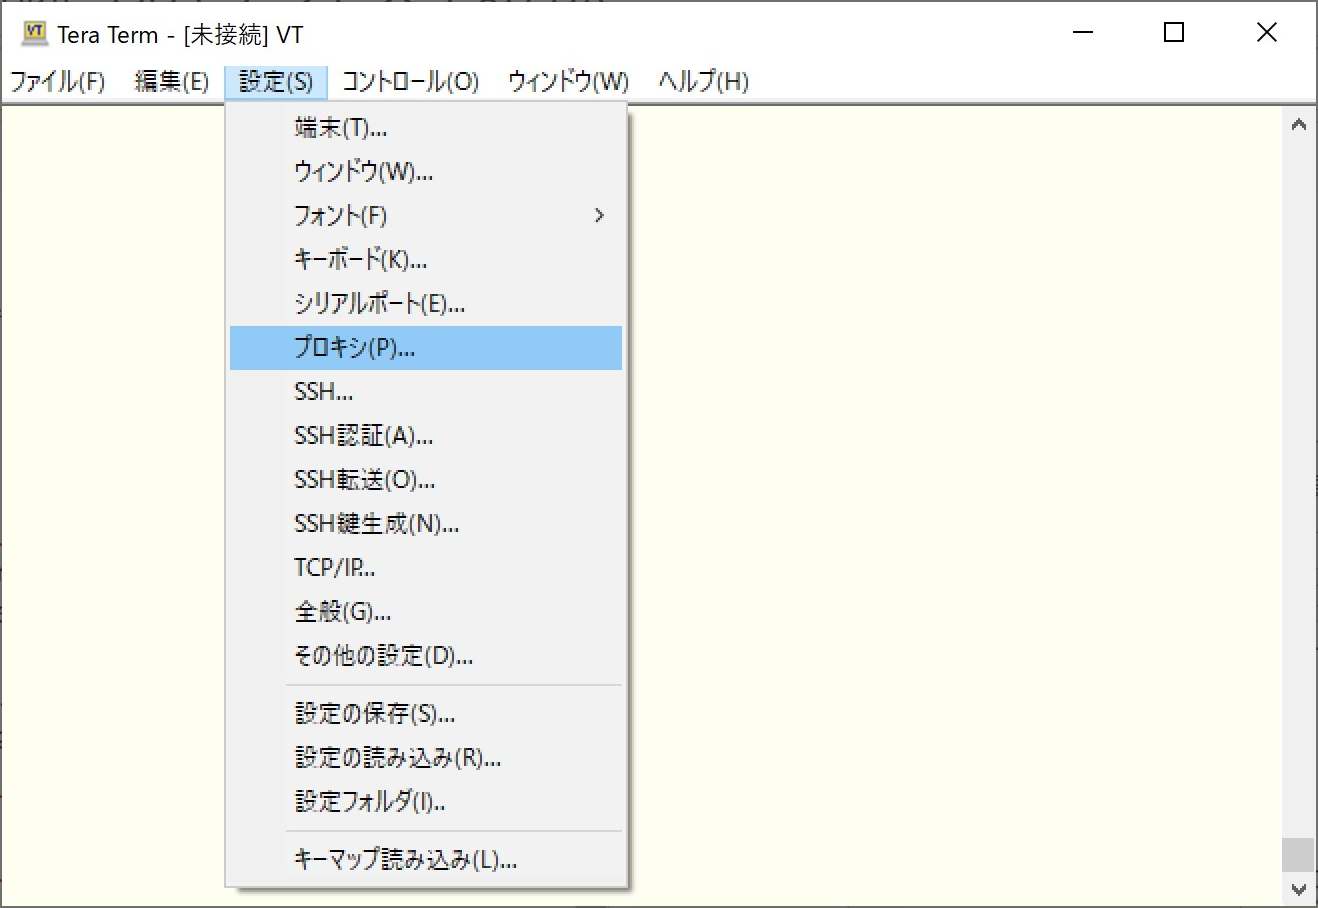 Tera Term - [未接続] VT
ファイル(F) 編集(E) 設定(S) コントロール(O) ウィンドウ(W) ヘルプ(H)
端末(T)...
ウィンドウ(W)...
フォント(F)
キーボード(K)...
シリアルポート(E)...
プロキシ(P)...
SSH...
SSH認証(A)...
SSH転送(O)...
SSH鍵生成(N)...
TCP/IP...
全般(G)...
その他の設定(D)...
設定の保存(S)...
設定の読み込み(R)...
設定フォルダ(I)..
キーマップ読み込み(L)...